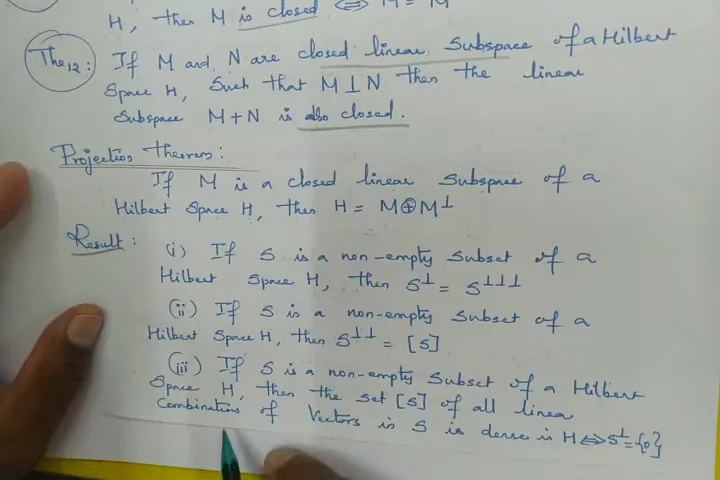 H, then M is closed ⇔ M = M
The 12: If M and N are closed linear subspace of a Hilbert
Space H, Such that M⊥N then the linear
Subspace M+N is also closed.
Projection theorem:
If M is a closed linear subspace of a
Hilbert Space H, then H = M⊕M⊥
Result:
(i) If S is a non-empty subset of a
Hilbert Space H, then S⊥ = S⊥⊥⊥
(ii) If S is a non-empty subset of a
Hilbert Space H, then S⊥⊥ = [S]
(iii) If S is a non-empty subset of a Hilbert
Space H, then the set [S] of all linear
Combination of Vectors in S is dense in H ⇔ S⊥ = {0}